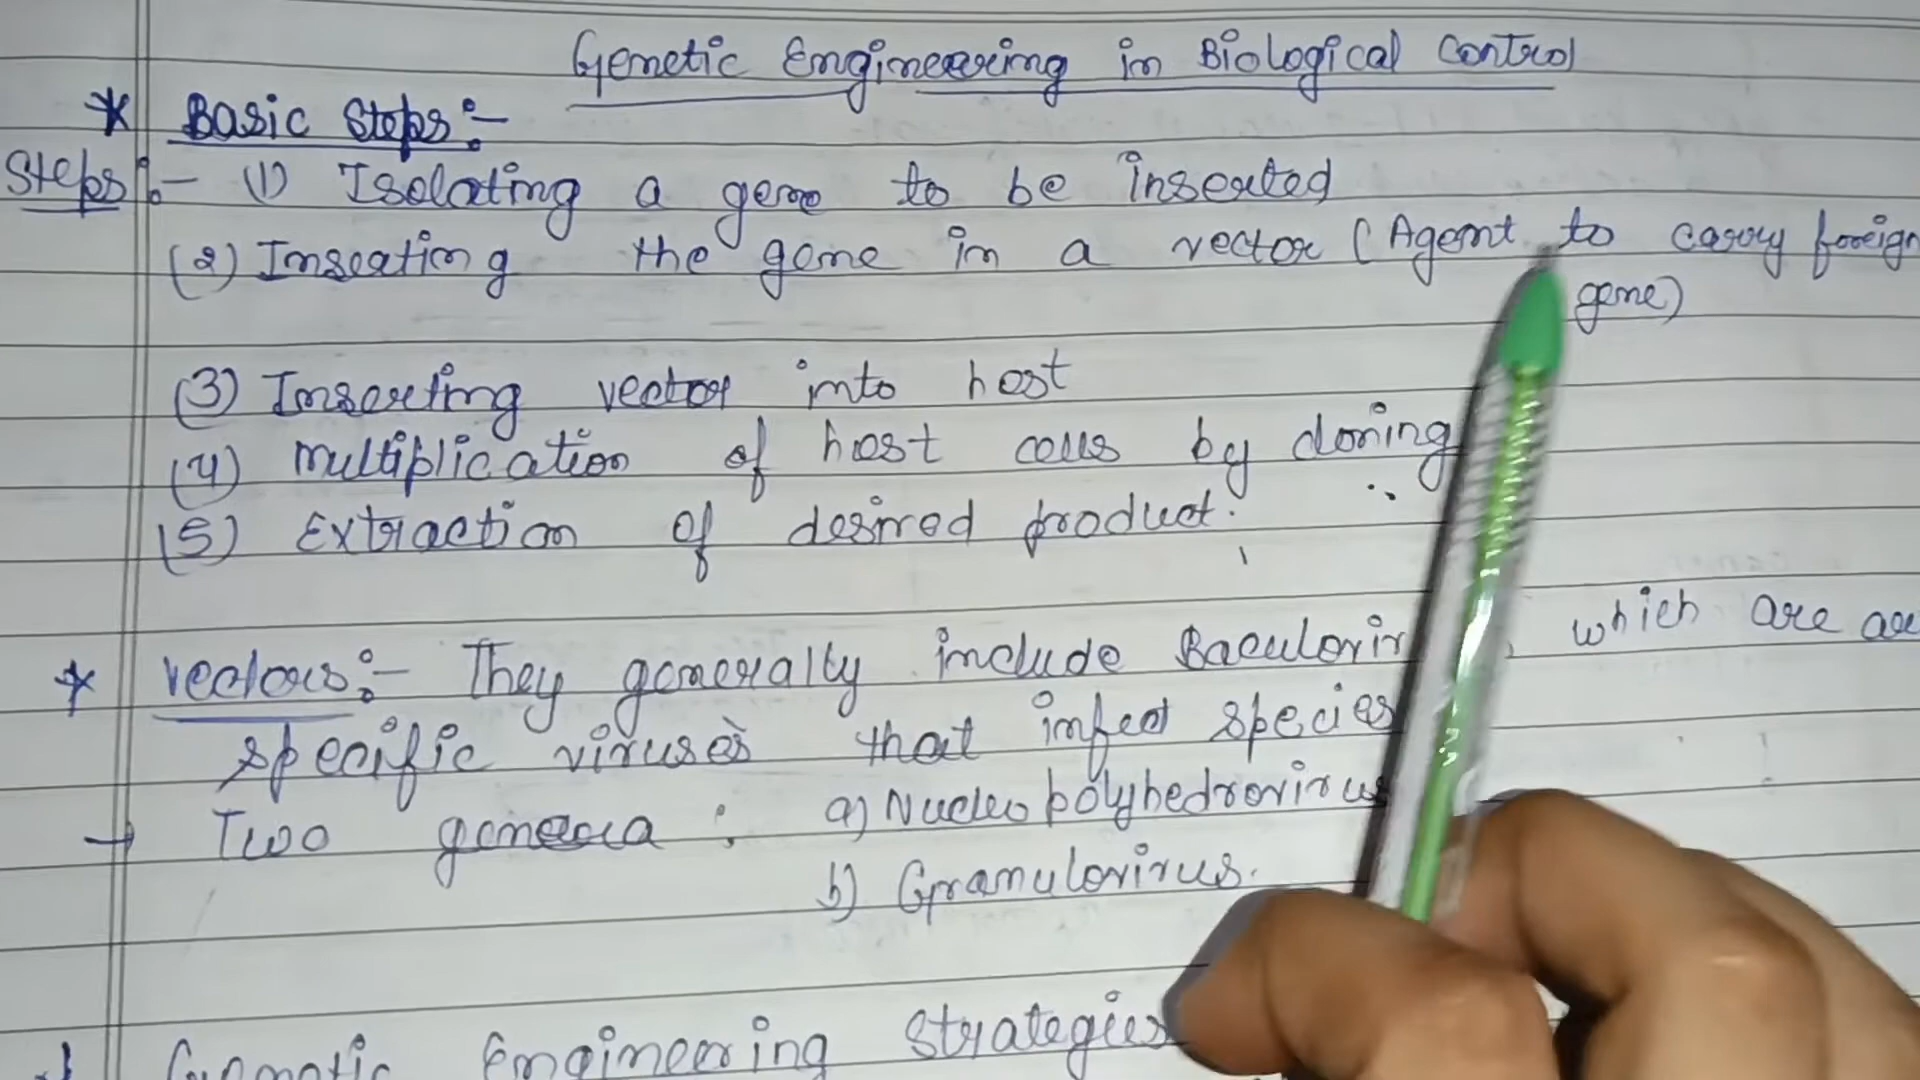 Genetic Engineering in Biological Control
* Basic Steps:-
Steps:- (1) Isolating a gene to be inserted
(2) Inserting the gene in a vector (Agent to carry foreign
gene)
(3) Inserting vector into host
(4) Multiplication of host cells by cloning
(5) Extraction of desired product.
* Vectors:- They generally include Baculovir , which are
specific viruses that infect species
→ Two genera : a) Nucleopolyhedrovirus
b) Granulovirus.
Genetic Engineering Strategies